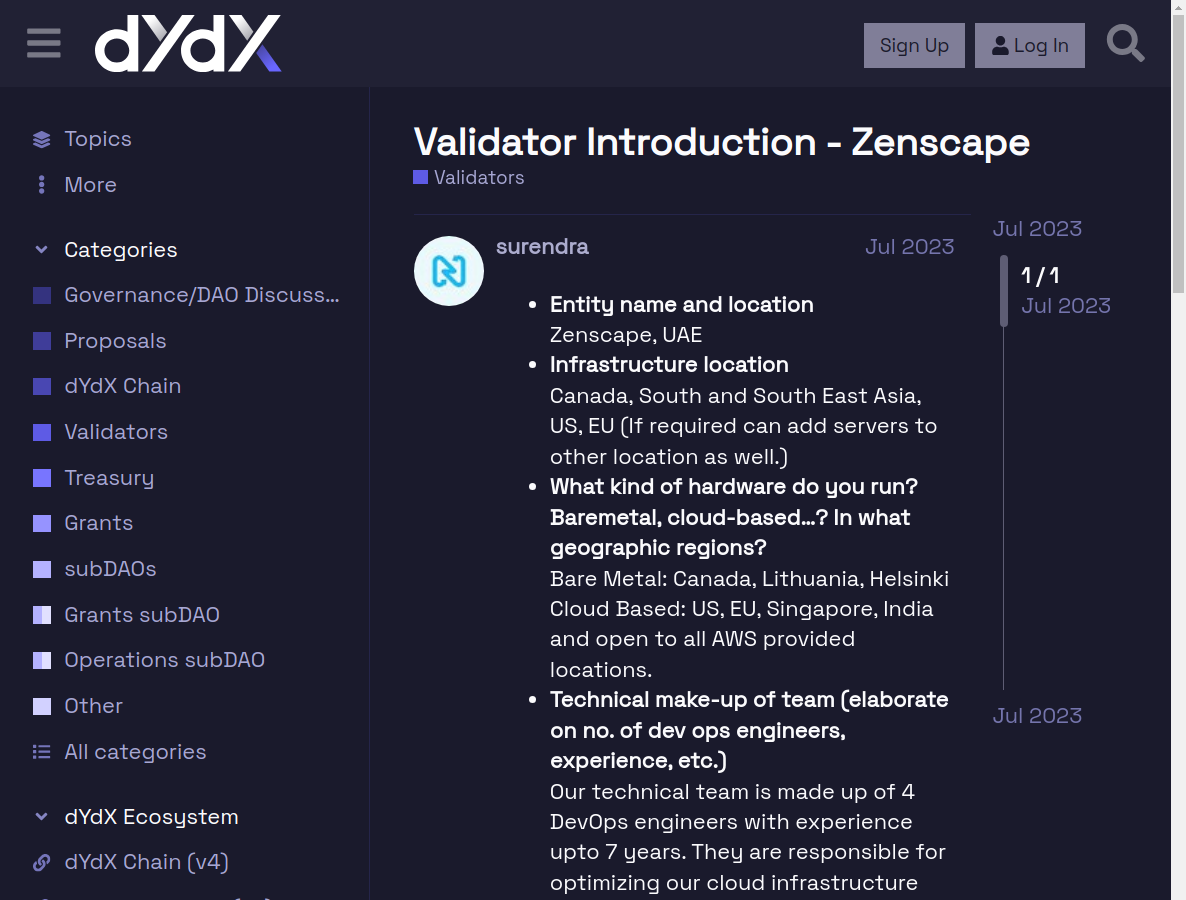 dYdX
Sign Up
Log In
Topics
More
Categories
Governance/DAO Discuss...
Proposals
dYdX Chain
Validators
Treasury
Grants
subDAOs
Grants subDAO
Operations subDAO
Other
All categories
dYdX Ecosystem
dYdX Chain (v4)
Validator Introduction - Zenscape
Validators
surendra
Jul 2023
Entity name and location
Zenscape, UAE
Infrastructure location
Canada, South and South East Asia,
US, EU (If required can add servers to
other location as well.)
What kind of hardware do you run?
Baremetal, cloud-based…? In what
geographic regions?
Bare Metal: Canada, Lithuania, Helsinki
Cloud Based: US, EU, Singapore, India
and open to all AWS provided
locations.
Technical make-up of team (elaborate
on no. of dev ops engineers,
experience, etc.)
Our technical team is made up of 4
DevOps engineers with experience
upto 7 years. They are responsible for
optimizing our cloud infrastructure
Jul 2023
1 / 1
Jul 2023
Jul 2023